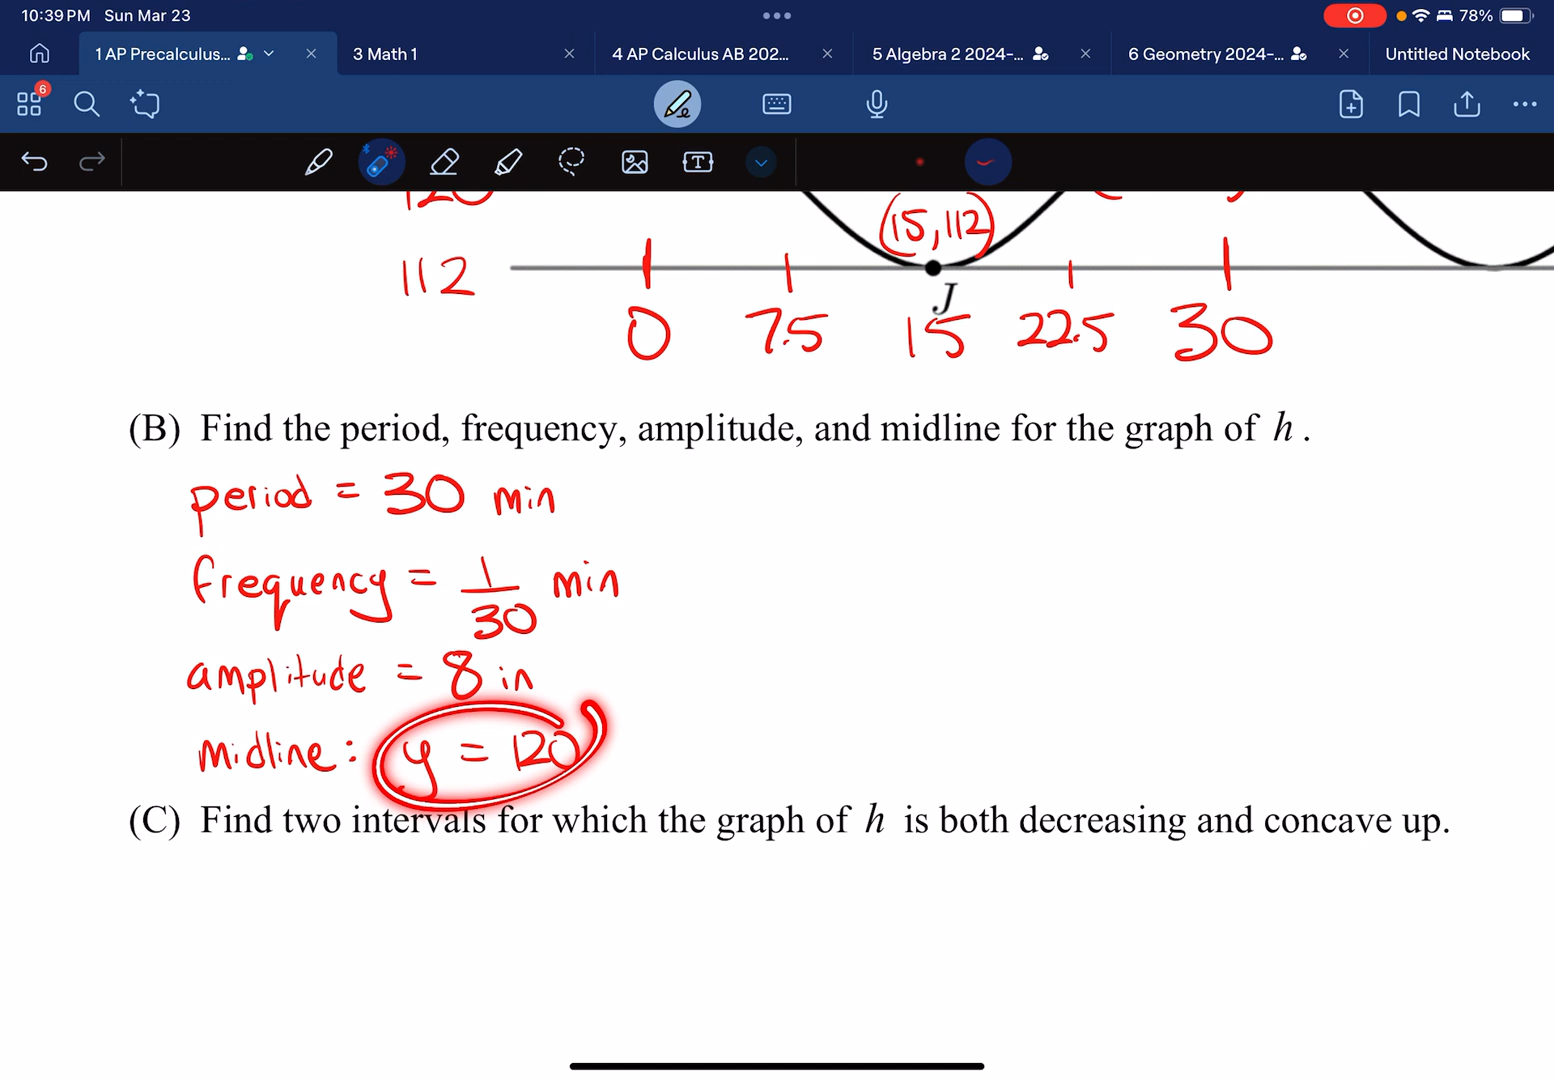 10:39 PM Sun Mar 23
78%
1 AP Precalculus...
3 Math 1
4 AP Calculus AB 202...
5 Algebra 2 2024-...
6 Geometry 2024-...
Untitled Notebook
6
T
120
(15,112)
112
J
0 7.5 15 22.5 30
(B) Find the period, frequency, amplitude, and midline for the graph of h.
period = 30 min
frequency = 1/30 min
amplitude = 8 in
midline: y = 120
(C) Find two intervals for which the graph of h is both decreasing and concave up.